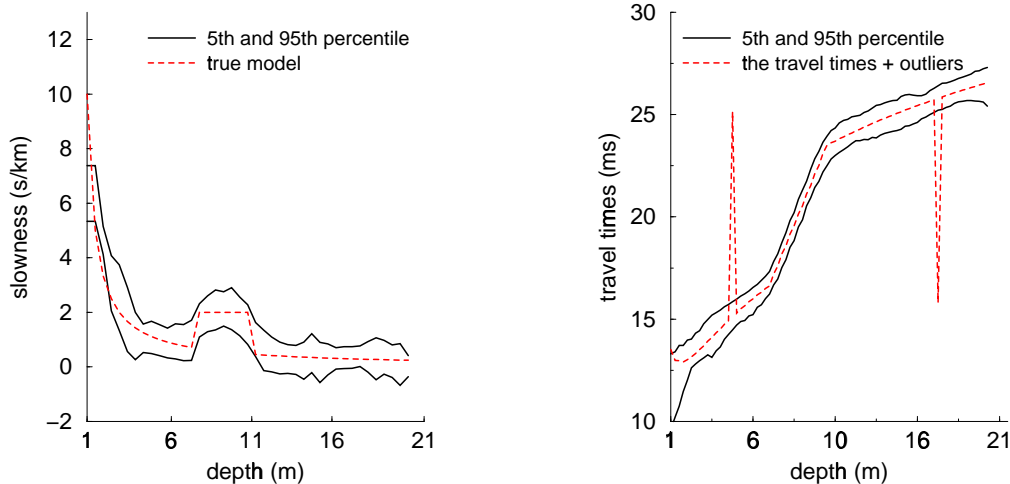 12
10
8
6
4
2
0
−2
slowness (s/km)
5th and 95th percentile
true model
1 6 11 16 21
depth (m)
30
25
20
15
10
travel times (ms)
5th and 95th percentile
the travel times + outliers
1 6 10 16 21
depth (m)